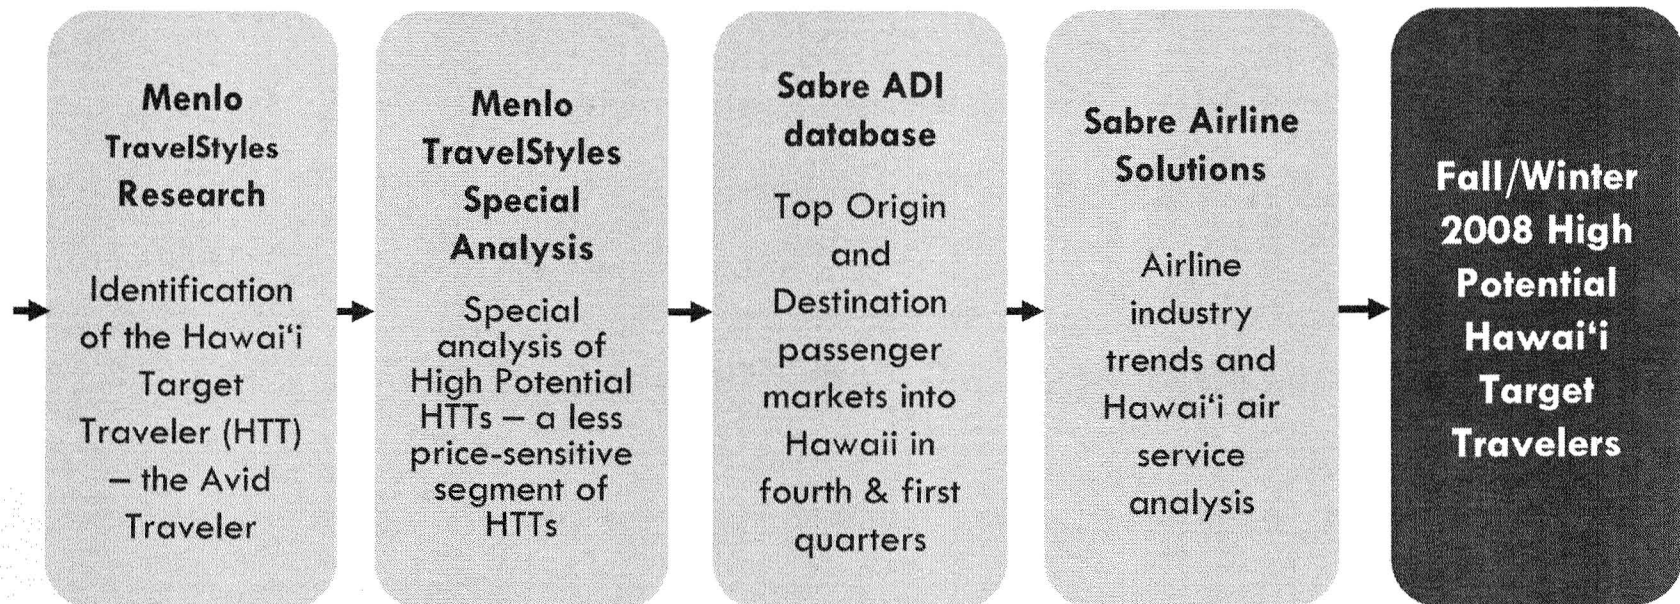 Menlo
TravelStyles
Research
Identification
of the Hawaiʻi
Target
Traveler (HTT)
– the Avid
Traveler
Menlo
TravelStyles
Special
Analysis
Special
analysis of
High Potential
HTTs – a less
price-sensitive
segment of
HTTs
Sabre ADI
database
Top Origin
and
Destination
passenger
markets into
Hawaii in
fourth & first
quarters
Sabre Airline
Solutions
Airline
industry
trends and
Hawaiʻi air
service
analysis
Fall/Winter
2008 High
Potential
Hawaiʻi
Target
Travelers